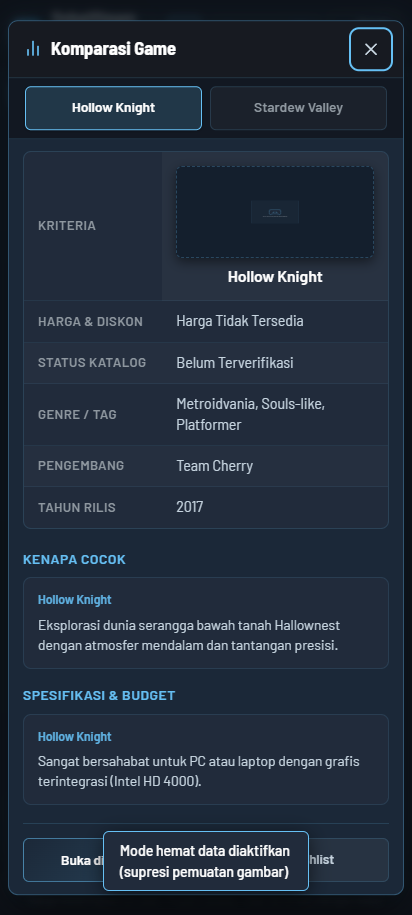 Komparasi Game
Hollow Knight
Stardew Valley
KRITERIA
Hollow Knight
HARGA & DISKON
Harga Tidak Tersedia
STATUS KATALOG
Belum Terverifikasi
GENRE / TAG
Metroidvania, Souls-like,
Platformer
PENGEMBANG
Team Cherry
TAHUN RILIS
2017
KENAPA COCOK
Hollow Knight
Eksplorasi dunia serangga bawah tanah Hallownest
dengan atmosfer mendalam dan tantangan presisi.
SPESIFIKASI & BUDGET
Hollow Knight
Sangat bersahabat untuk PC atau laptop dengan grafis
terintegrasi (Intel HD 4000).
Buka
Mode hemat data diaktifkan
(supresi pemuatan gambar)